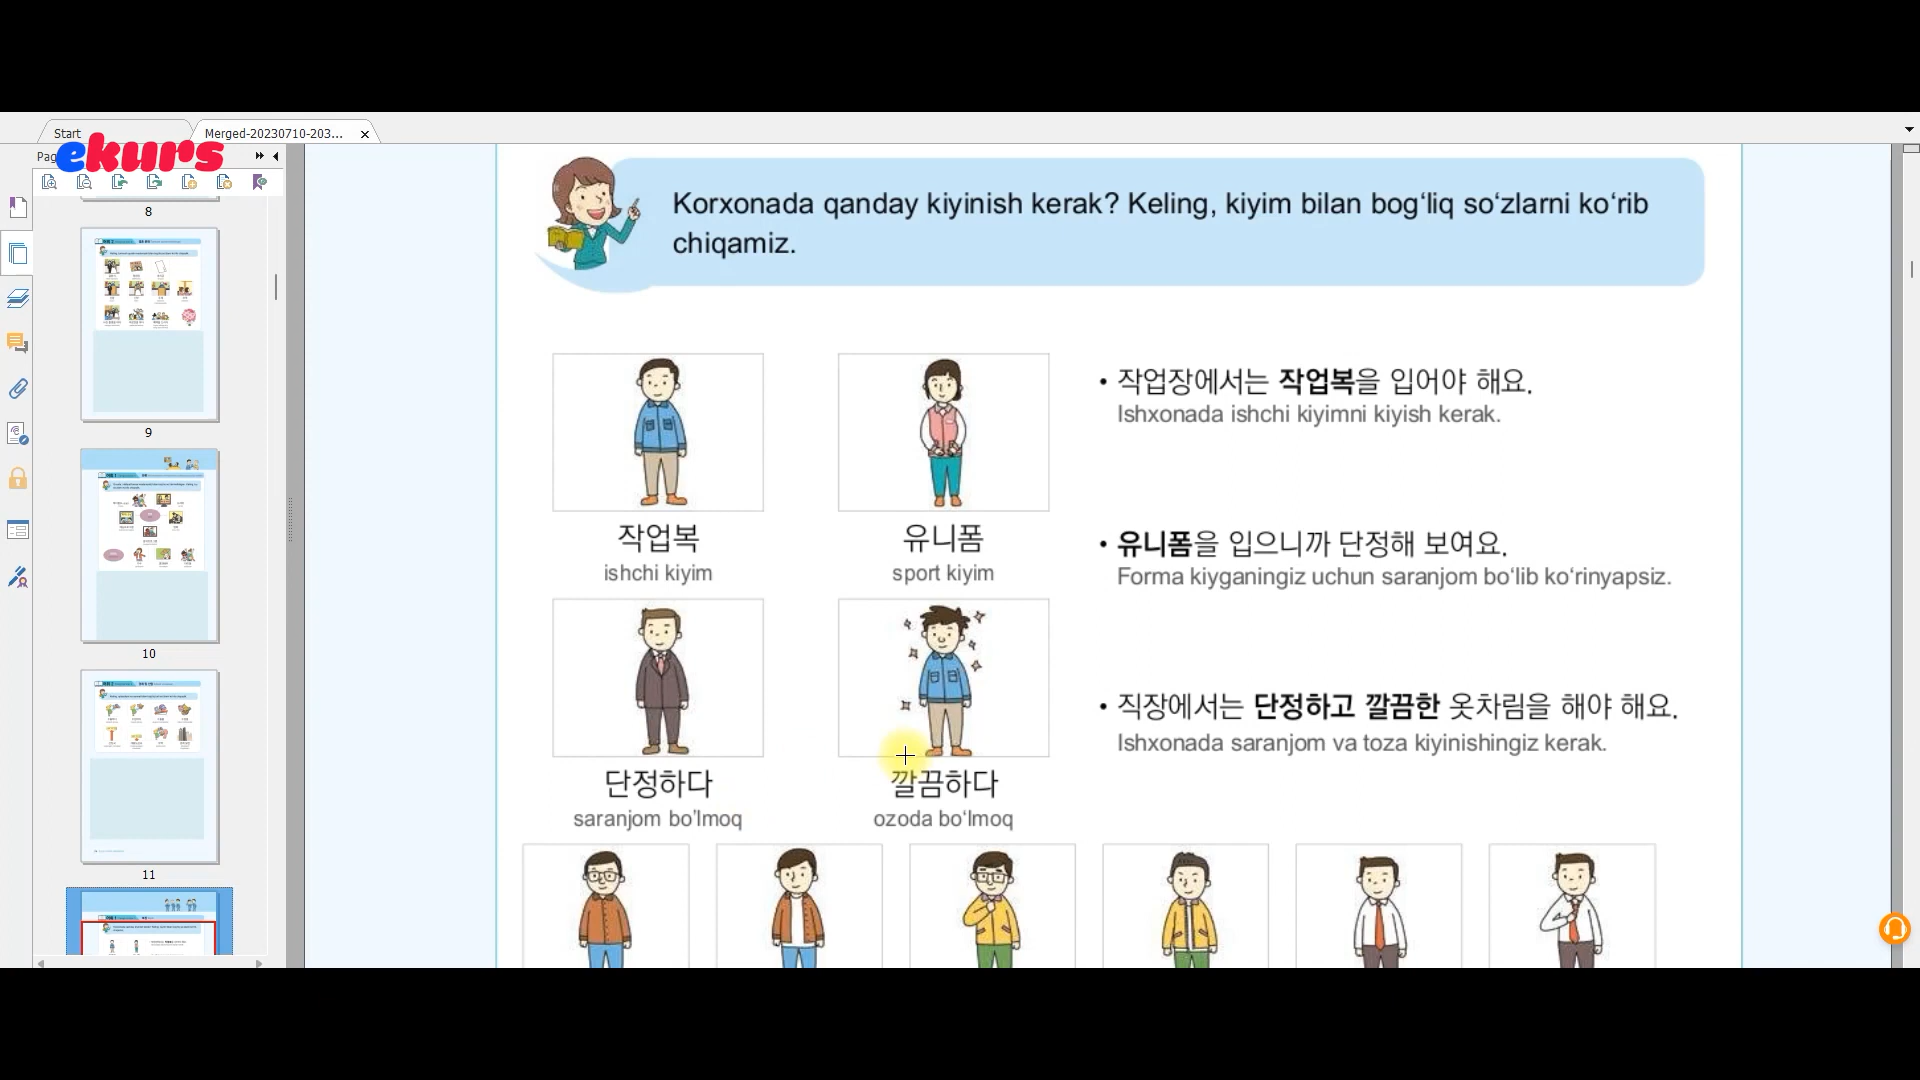 Start
Merged-20230710-203...
Pag
ekurs
8
9
10
11
Korxonada qanday kiyinish kerak? Keling, kiyim bilan bog‘liq so‘zlarni ko‘rib
chiqamiz.
작업복
ishchi kiyim
유니폼
sport kiyim
• 작업장에서는 작업복을 입어야 해요.
Ishxonada ishchi kiyimni kiyish kerak.
• 유니폼을 입으니까 단정해 보여요.
Forma kiyganingiz uchun saranjom bo‘lib ko‘rinyapsiz.
단정하다
saranjom bo’lmoq
깔끔하다
ozoda bo‘lmoq
• 직장에서는 단정하고 깔끔한 옷차림을 해야 해요.
Ishxonada saranjom va toza kiyinishingiz kerak.